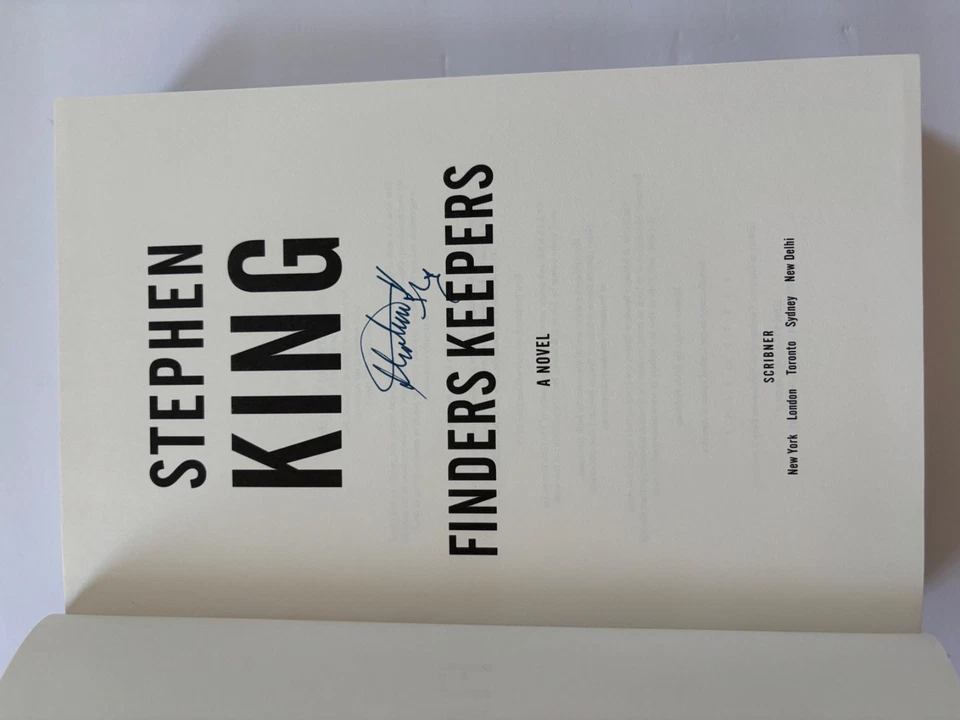 STEPHEN
KING
FINDERS KEEPERS
A NOVEL
SCRIBNER
New York London Toronto Sydney New Delhi